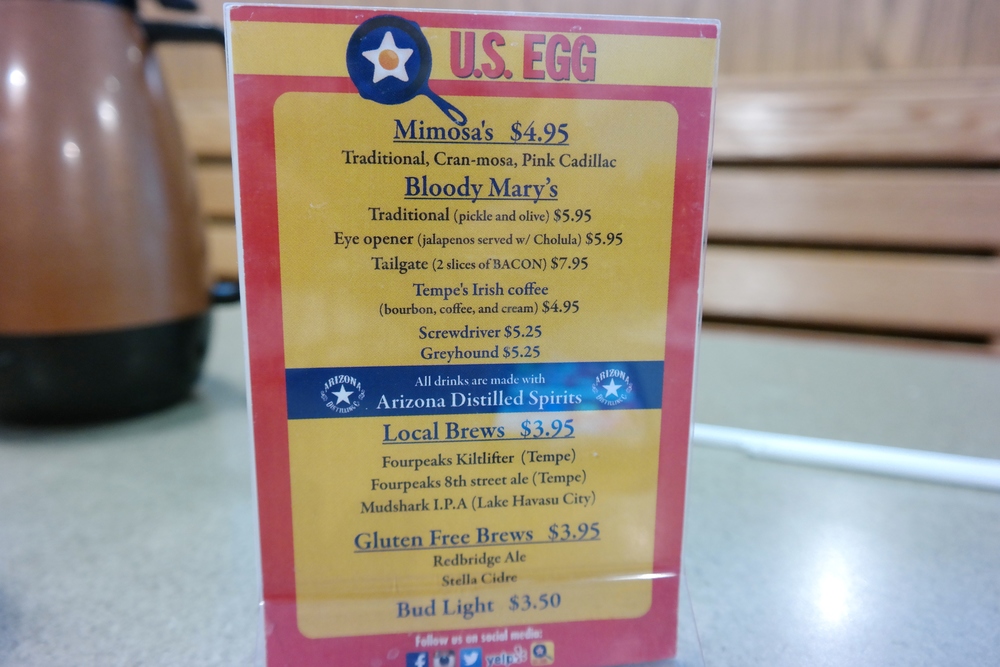 U.S. EGG
Mimosa's $4.95
Traditional, Cran-mosa, Pink Cadillac
Bloody Mary's
Traditional (pickle and olive) $5.95
Eye opener (jalapenos served w/ Cholula) $5.95
Tailgate (2 slices of BACON) $7.95
Tempe's Irish coffee
(bourbon, coffee, and cream) $4.95
Screwdriver $5.25
Greyhound $5.25
ARIZONA
All drinks are made with
Arizona Distilled Spirits
ARIZONA
Local Brews $3.95
Fourpeaks Kiltlifter (Tempe)
Fourpeaks 8th street ale (Tempe)
Mudshark I.P.A (Lake Havasu City)
Gluten Free Brews $3.95
Redbridge Ale
Stella Cidre
Bud Light $3.50
Follow us on social media:
yelp